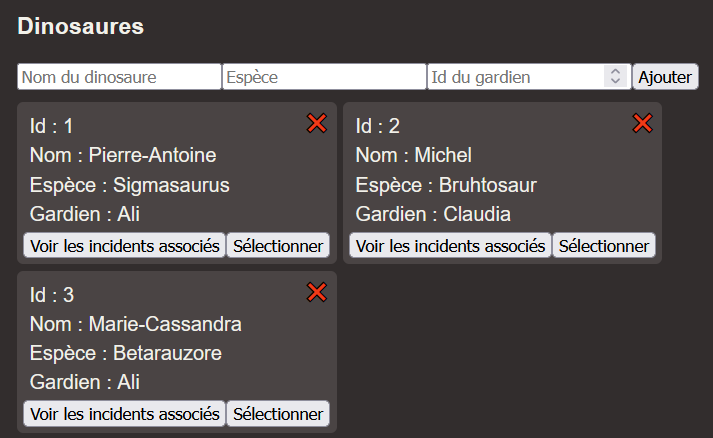 Dinosaures
Nom du dinosaure Espèce Id du gardien Ajouter
Id : 1
Nom : Pierre-Antoine
Espèce : Sigmasaurus
Gardien : Ali
Voir les incidents associés Sélectionner
Id : 2
Nom : Michel
Espèce : Bruhtosaur
Gardien : Claudia
Voir les incidents associés Sélectionner
Id : 3
Nom : Marie-Cassandra
Espèce : Betarauzore
Gardien : Ali
Voir les incidents associés Sélectionner